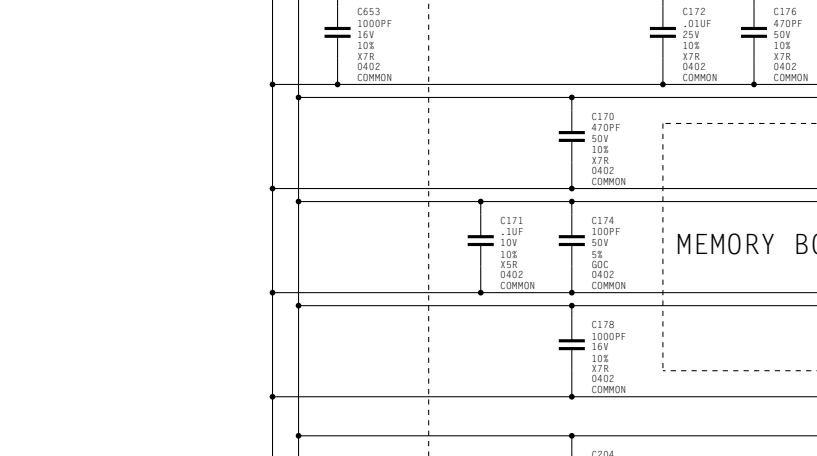 C653
1000PF
16V
10%
X7R
0402
COMMON
C172
.01UF
25V
10%
X7R
0402
COMMON
C176
470PF
50V
10%
X7R
0402
COMMON
C170
470PF
50V
10%
X7R
0402
COMMON
C171
.1UF
10V
10%
X5R
0402
COMMON
C174
100PF
50V
5%
GOC
0402
COMMON
MEMORY BO
C178
1000PF
16V
10%
X7R
0402
COMMON
C204